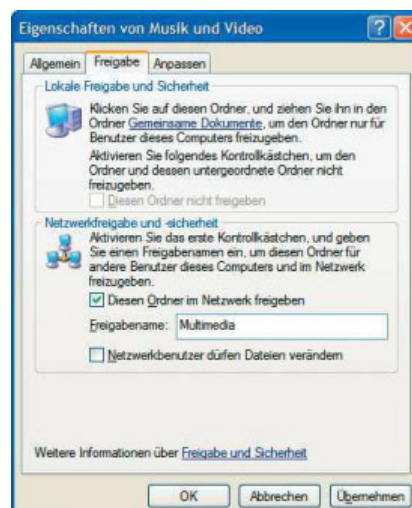 Eigenschaften von Musik und Video
Allgemein Freigabe Anpassen
Lokale Freigabe und Sicherheit
Klicken Sie auf diesen Ordner, und ziehen Sie ihn in den
Ordner Gemeinsame Dokumente, um den Ordner nur für
Benutzer dieses Computers freizugeben.
Aktivieren Sie folgendes Kontrollkästchen, um den
Ordner und dessen untergeordnete Ordner nicht
freizugeben.
Diesen Ordner nicht freigeben
Netzwerkfreigabe und -sicherheit
Aktivieren Sie das erste Kontrollkästchen, und geben
Sie einen Freigabenamen ein, um diesen Ordner für
andere Benutzer dieses Computers und im Netzwerk
freizugeben.
Diesen Ordner im Netzwerk freigeben
Freigabename: Multimedia
Netzwerkbenutzer dürfen Dateien verändern
Weitere Informationen über Freigabe und Sicherheit
OK Abbrechen Übernehmen